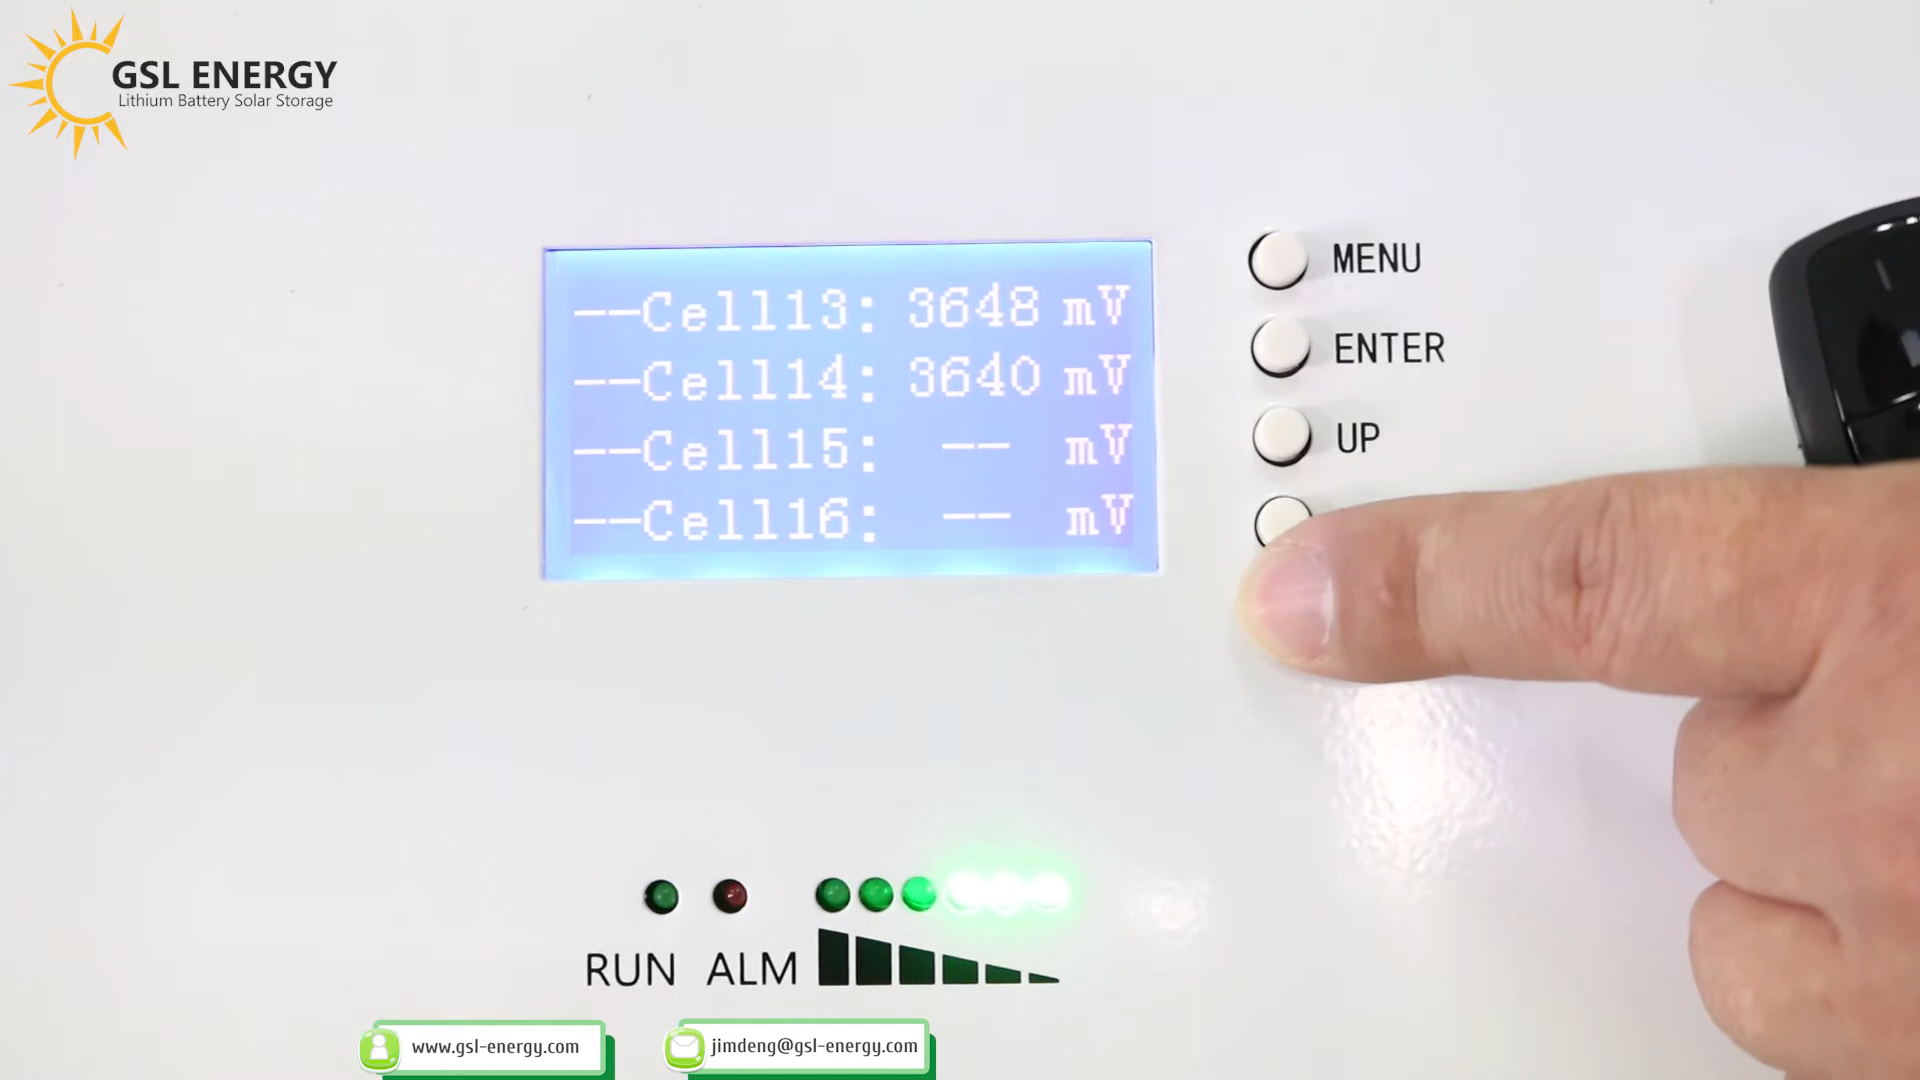 GSL ENERGY
Lithium Battery Solar Storage
--Cell13: 3648 mV
--Cell14: 3640 mV
--Cell15: -- mV
--Cell16: -- mV
MENU
ENTER
UP
RUN ALM
www.gsl-energy.com
jimdeng@gsl-energy.com